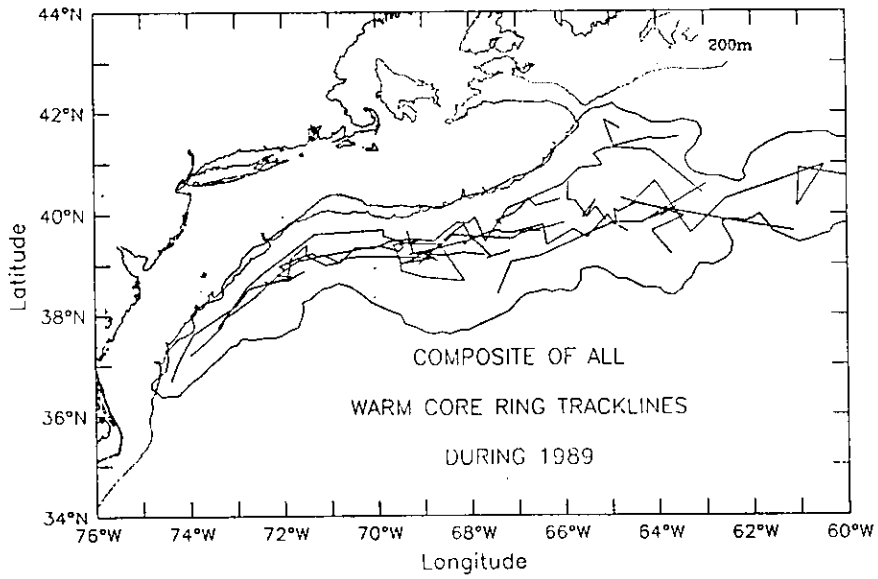 44°N
42°N
40°N
38°N
36°N
34°N
Latitude
200m
COMPOSITE OF ALL
WARM CORE RING TRACKLINES
DURING 1989
76°W 74°W 72°W 70°W 68°W 66°W 64°W 62°W 60°W
Longitude